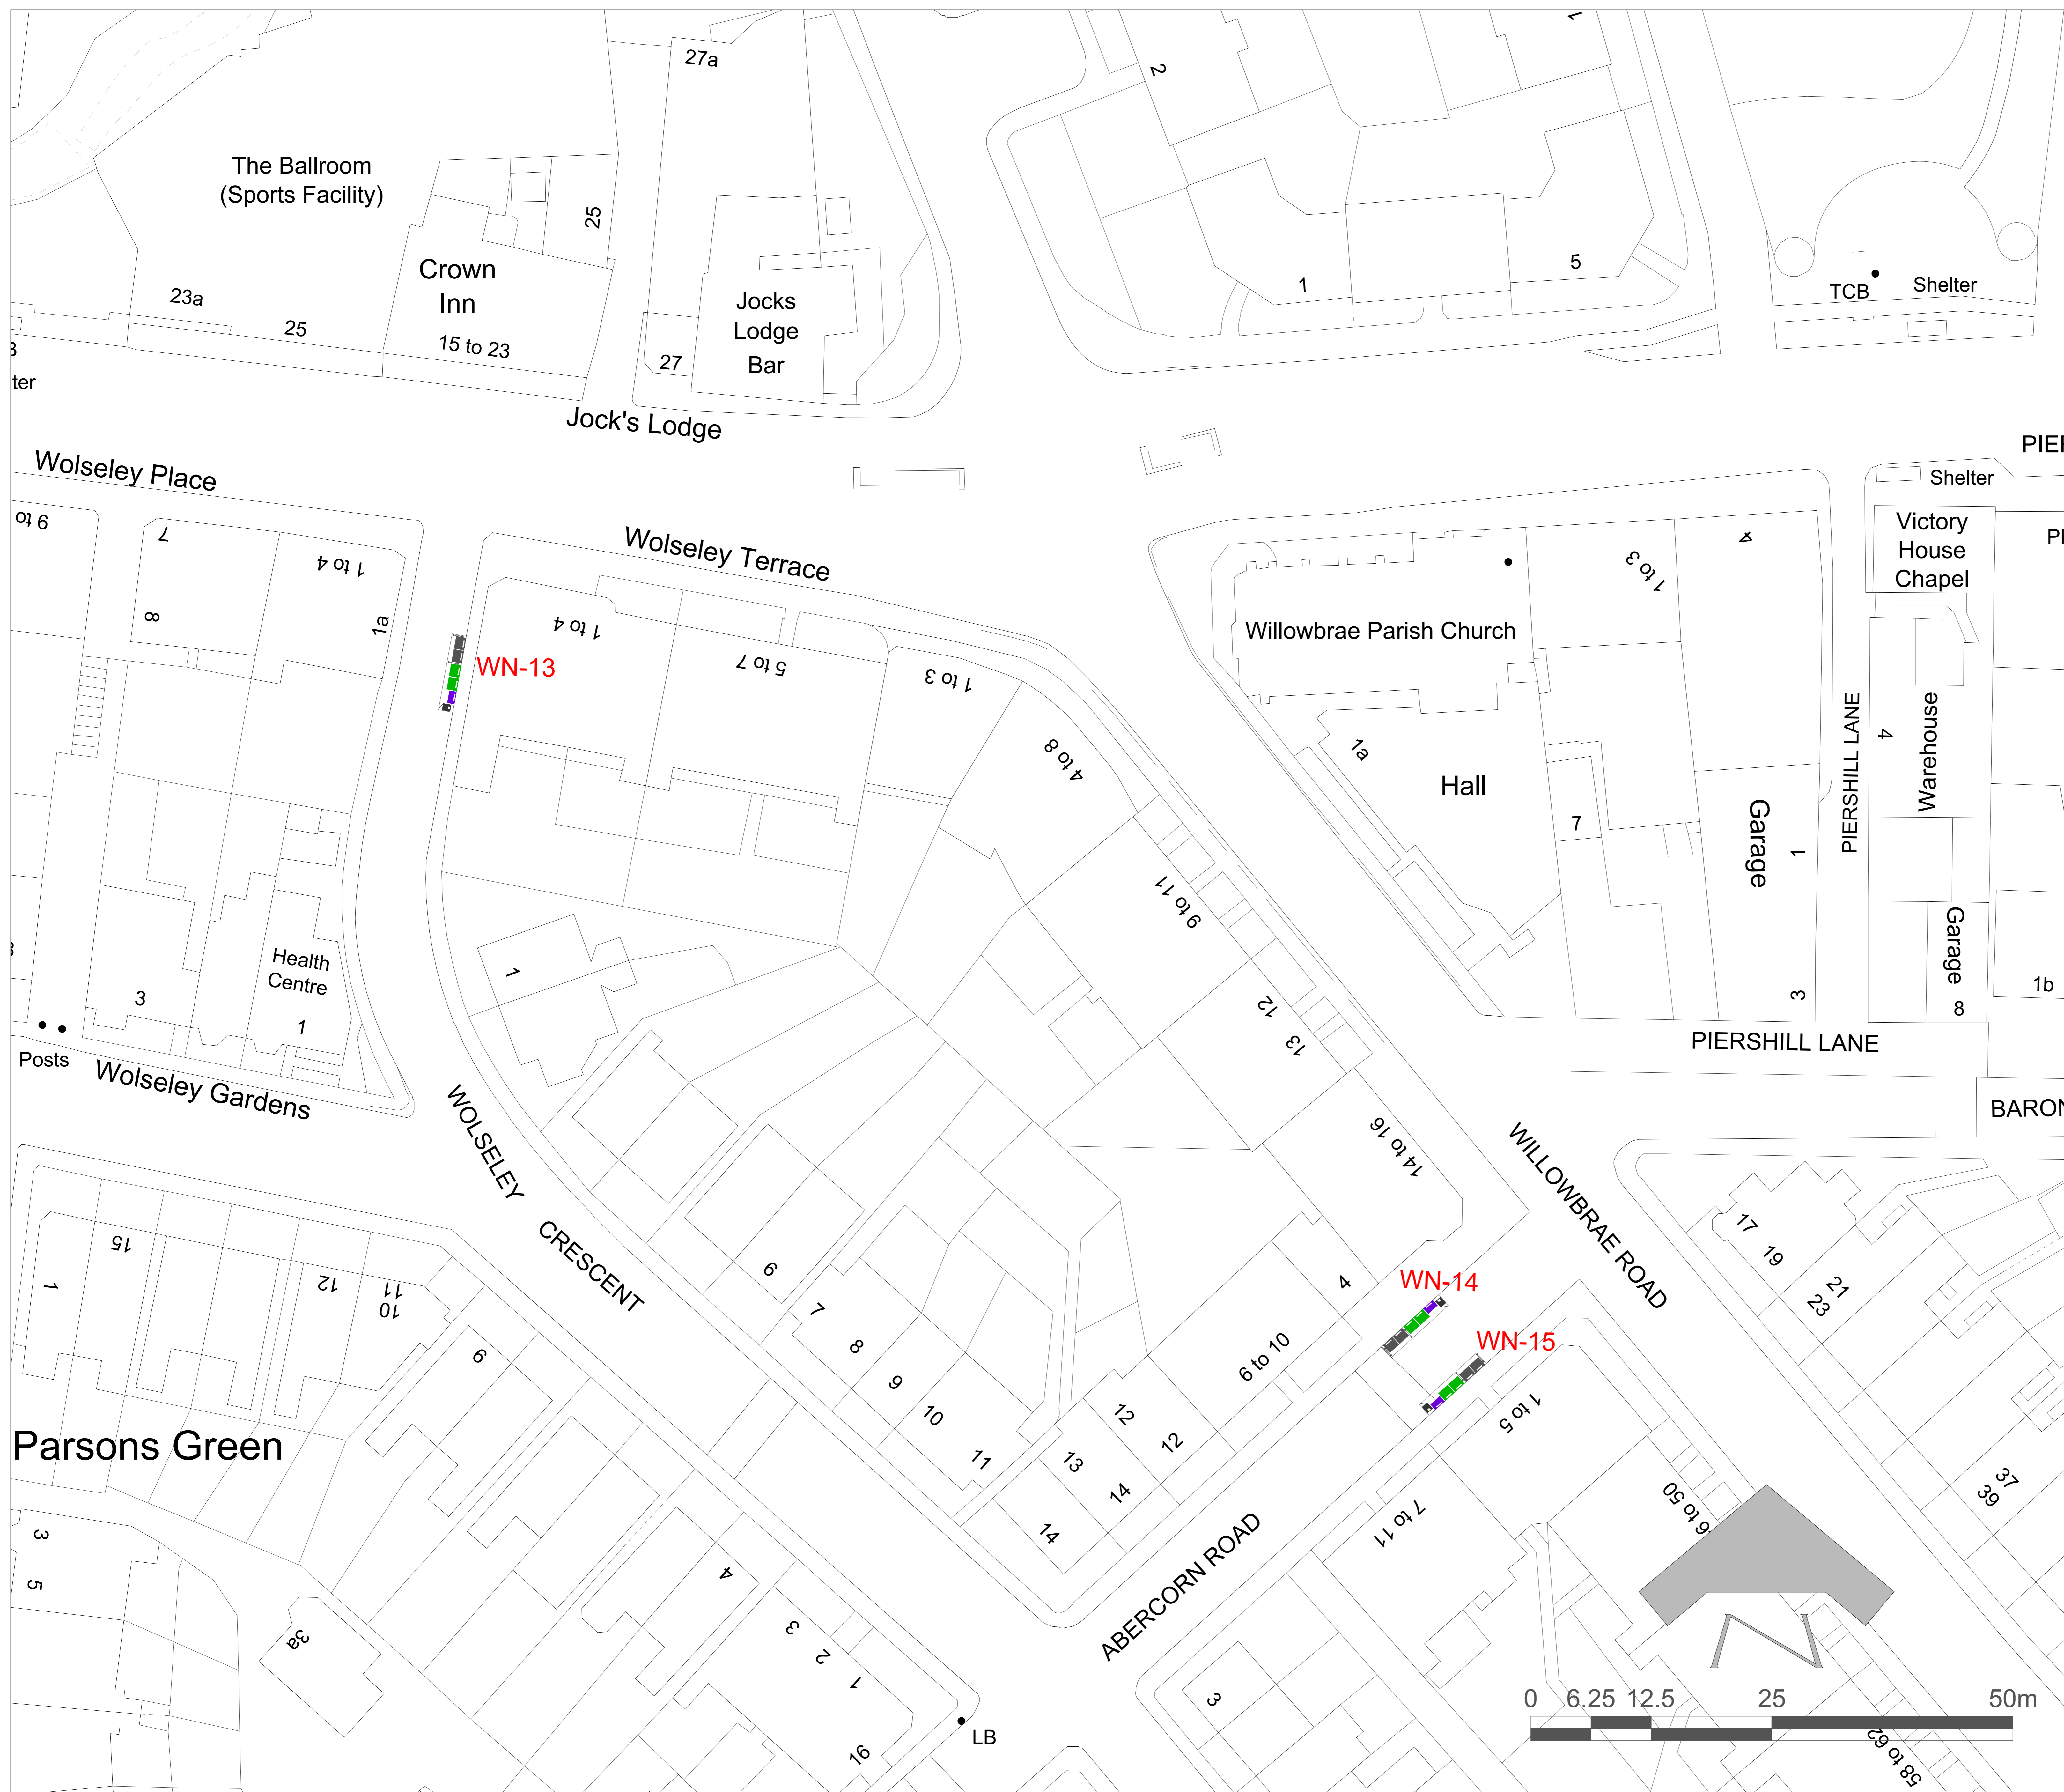 27a
2
The Ballroom
(Sports Facility)
25
Crown
Inn
23a
25
15 to 23
Jocks
Lodge
Bar
27
1
5
TCB
Shelter
ter
Jock's Lodge
Wolseley Place
9 to
7
1 to 4
8
1a
Wolseley Terrace
1 to 4
5 to 7
1 to 3
4 to 8
WN-13
Willowbrae Parish Church
1 to 3
4
Shelter
Victory
House
Chapel
1a
Hall
7
Garage
1
PIERSHILL LANE
4
Warehouse
Garage
8
1b
3
PIERSHILL LANE
9 to 11
12
13
14 to 16
1
Health
Centre
1
3
Posts
Wolseley Gardens
WOLSELEY
CRESCENT
WILLOWBRAE ROAD
17
19
21
23
15
1
12
11
10
9
6
7
8
9
10
11
12
12
13
14
14
4
6 to 10
WN-14
WN-15
1 to 5
7 to 11
37
39
Parsons Green
3
5
3a
4
3
2
1
16
LB
ABERCORN ROAD
3
N
0 6.25 12.5 25 50m
58 to 62